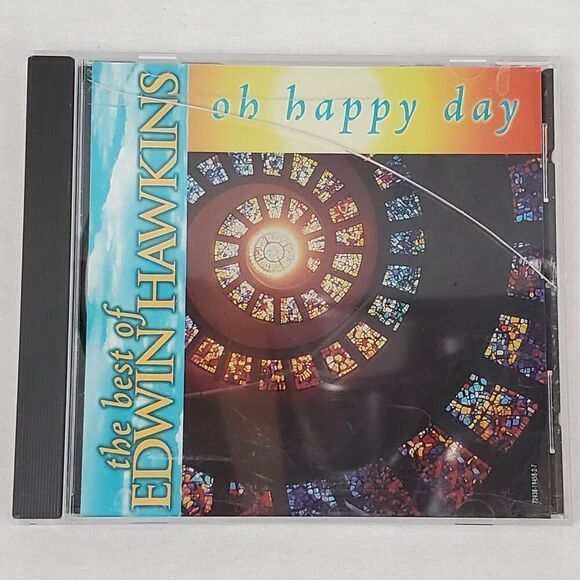 oh happy day
the best of
EDWIN HAWKINS